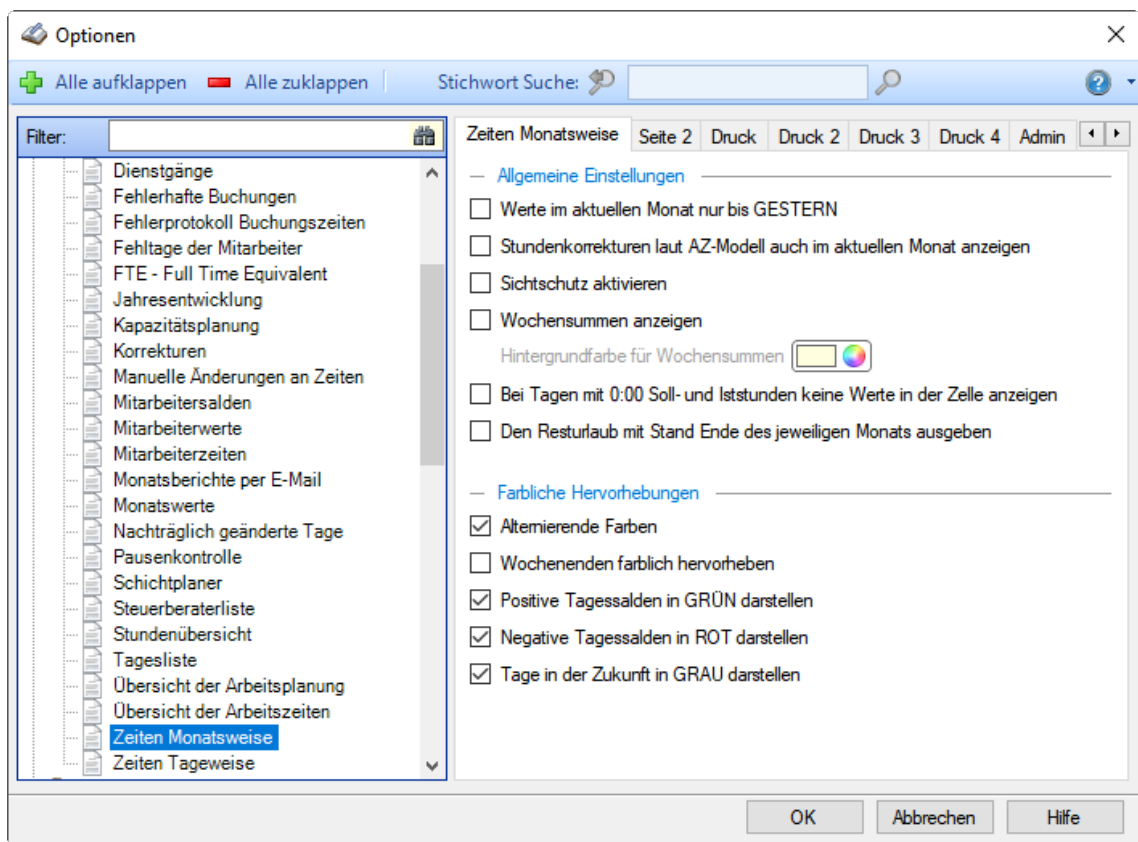 Optionen
Alle aufklappen Alle zuklappen Stichwort Suche:
Filter:
Dienstgänge
Fehlerhafte Buchungen
Fehlerprotokoll Buchungszeiten
Fehltage der Mitarbeiter
FTE - Full Time Equivalent
Jahresentwicklung
Kapazitätsplanung
Korrekturen
Manuelle Änderungen an Zeiten
Mitarbeitersalden
Mitarbeiterwerte
Mitarbeiterzeiten
Monatsberichte per E-Mail
Monatswerte
Nachträglich geänderte Tage
Pausenkontrolle
Schichtplaner
Steuerberaterliste
Stundenübersicht
Tagesliste
Übersicht der Arbeitsplanung
Übersicht der Arbeitszeiten
Zeiten Monatsweise
Zeiten Tageweise
Zeiten Monatsweise Seite 2 Druck Druck 2 Druck 3 Druck 4 Admin
Allgemeine Einstellungen
Werte im aktuellen Monat nur bis GESTERN
Stundenkorrekturen laut AZ-Modell auch im aktuellen Monat anzeigen
Sichtschutz aktivieren
Wochensummen anzeigen
Hintergrundfarbe für Wochensummen
Bei Tagen mit 0:00 Soll- und Iststunden keine Werte in der Zelle anzeigen
Den Resturlaub mit Stand Ende des jeweiligen Monats ausgeben
Farbliche Hervorhebungen
Alternierende Farben
Wochenenden farblich hervorheben
Positive Tagessalden in GRÜN darstellen
Negative Tagessalden in ROT darstellen
Tage in der Zukunft in GRAU darstellen
OK Abbrechen Hilfe